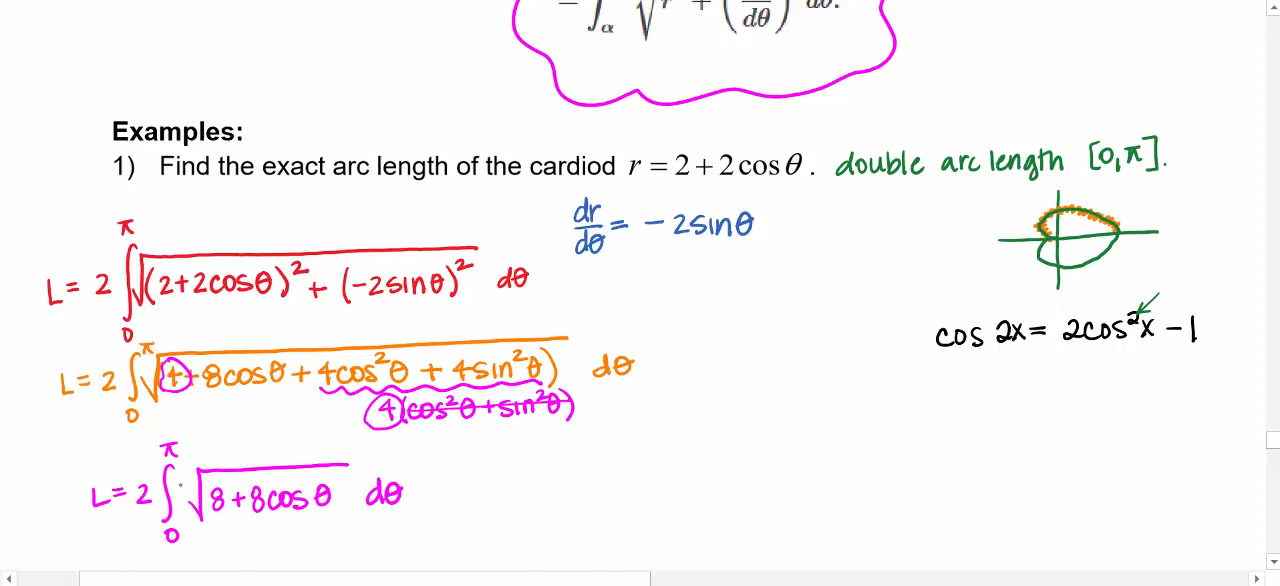 = ∫α √r + (dθ) dθ.
Examples:
1) Find the exact arc length of the cardiod r = 2 + 2 cos θ . double arc length [0,π].
dr/dθ = -2sinθ
L = 2 ∫₀^π √(2+2cosθ)² + (-2sinθ)² dθ
cos 2x = 2cos²x - 1
L = 2 ∫₀^π √4+8cosθ + 4cos²θ + 4sin²θ) dθ
4(cos²θ + sin²θ)
L = 2 ∫₀^π √8+8cosθ dθ